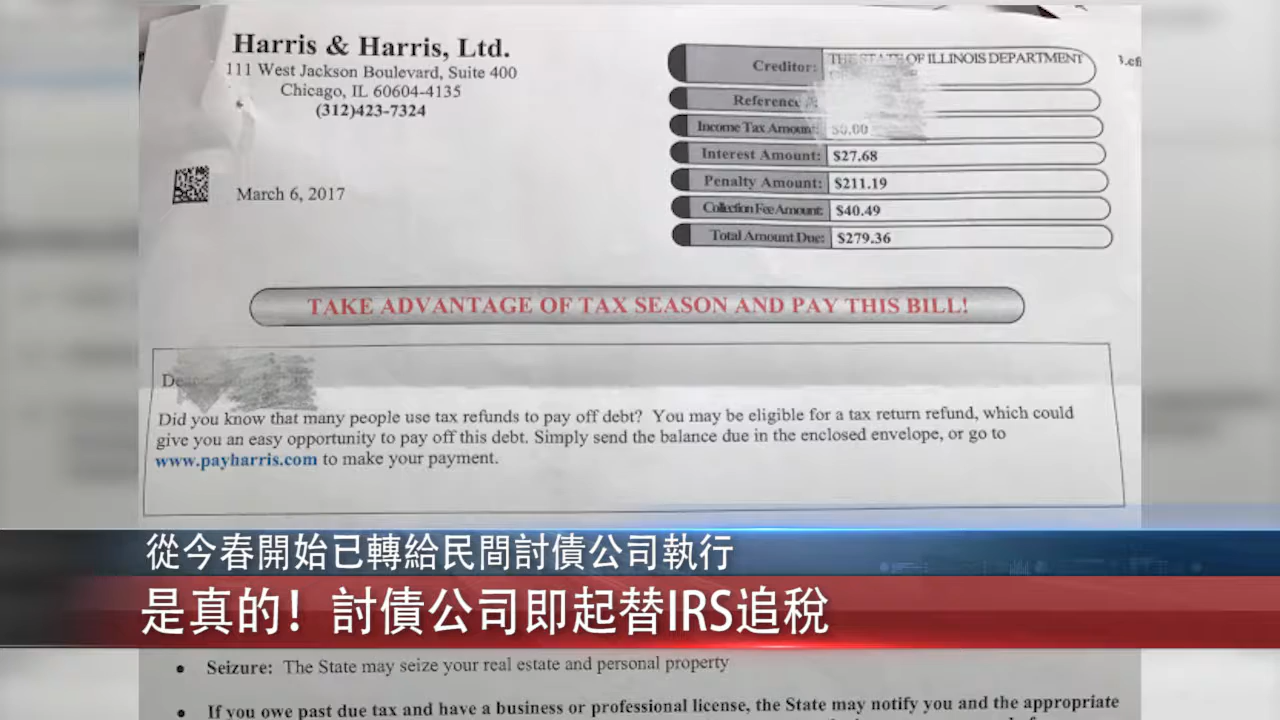 Harris & Harris, Ltd.
111 West Jackson Boulevard, Suite 400
Chicago, IL 60604-4135
(312)423-7324
March 6, 2017
Creditor: THE STATE OF ILLINOIS DEPARTMENT
Reference
Income Tax Amount: $0.00
Interest Amount: $27.68
Penalty Amount: $211.19
Collection Fee Amount: $40.49
Total Amount Due: $279.36
TAKE ADVANTAGE OF TAX SEASON AND PAY THIS BILL!
Did you know that many people use tax refunds to pay off debt? You may be eligible for a tax return refund, which could
give you an easy opportunity to pay off this debt. Simply send the balance due in the enclosed envelope, or go to
www.payharris.com to make your payment.
從今春開始已轉給民間討債公司執行
是真的！討債公司即起替IRS追稅
• Seizure: The State may seize your real estate and personal property
• If you owe past due tax and have a business or professional license, the State may notify you and the appropriate